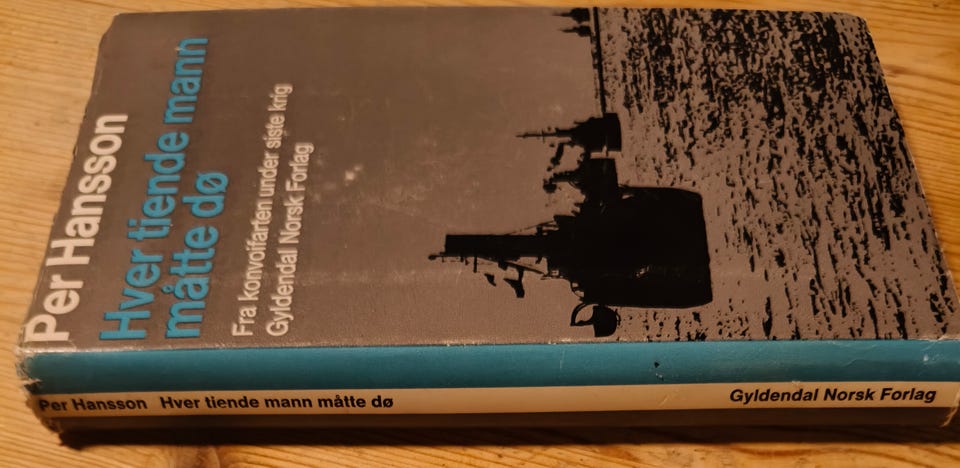 Per Hansson
Hver tiende mann
måtte dø
Fra konvoifarten under siste krig
Gyldendal Norsk Forlag
Per Hansson Hver tiende mann måtte dø Gyldendal Norsk Forlag